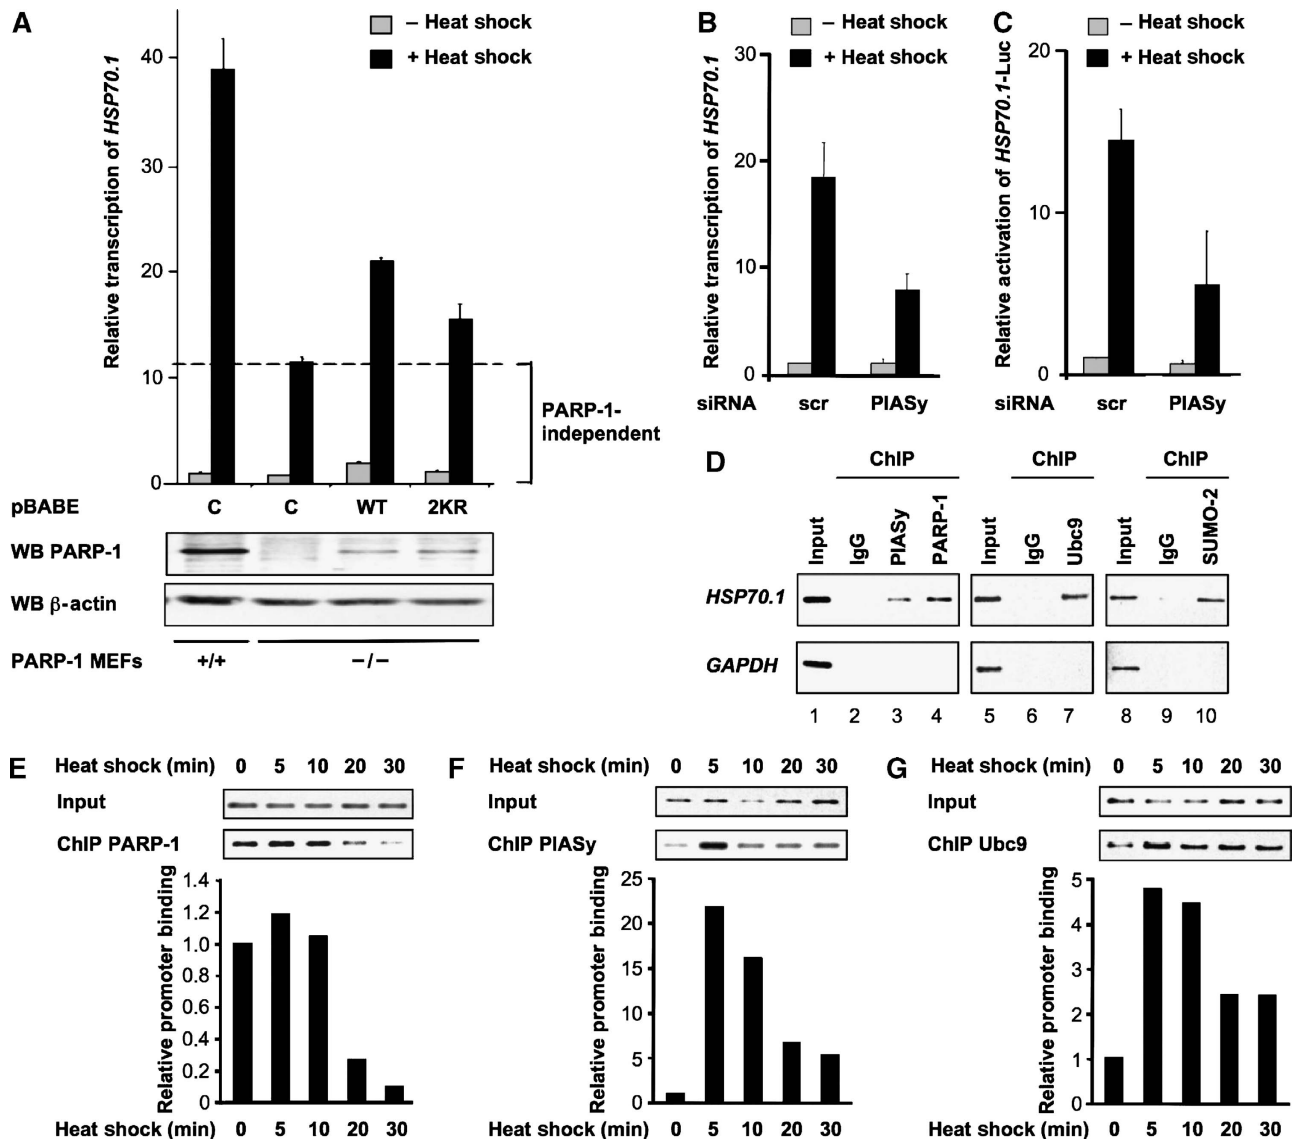 A
Relative transcription of HSP70.1
– Heat shock
+ Heat shock
40
30
20
10
0
PARP-1-
independent
pBABE C C WT 2KR
WB PARP-1
WB β-actin
PARP-1 MEFs +/+ –/–
B
Relative transcription of HSP70.1
– Heat shock
+ Heat shock
30
20
10
0
siRNA scr PIASy
C
Relative activation of HSP70.1-Luc
– Heat shock
+ Heat shock
20
10
0
siRNA scr PIASy
D
ChIP ChIP ChIP
Input IgG PIASy PARP-1 Input IgG Ubc9 Input IgG SUMO-2
HSP70.1
GAPDH
1 2 3 4 5 6 7 8 9 10
E
Heat shock (min) 0 5 10 20 30
Input
ChIP PARP-1
Relative promoter binding
1.4
1.2
1.0
0.8
0.6
0.4
0.2
0
Heat shock (min) 0 5 10 20 30
F
Heat shock (min) 0 5 10 20 30
Input
ChIP PIASy
Relative promoter binding
25
20
15
10
5
0
Heat shock (min) 0 5 10 20 30
G
Heat shock (min) 0 5 10 20 30
Input
ChIP Ubc9
Relative promoter binding
5
4
3
2
1
0
Heat shock (min) 0 5 10 20 30